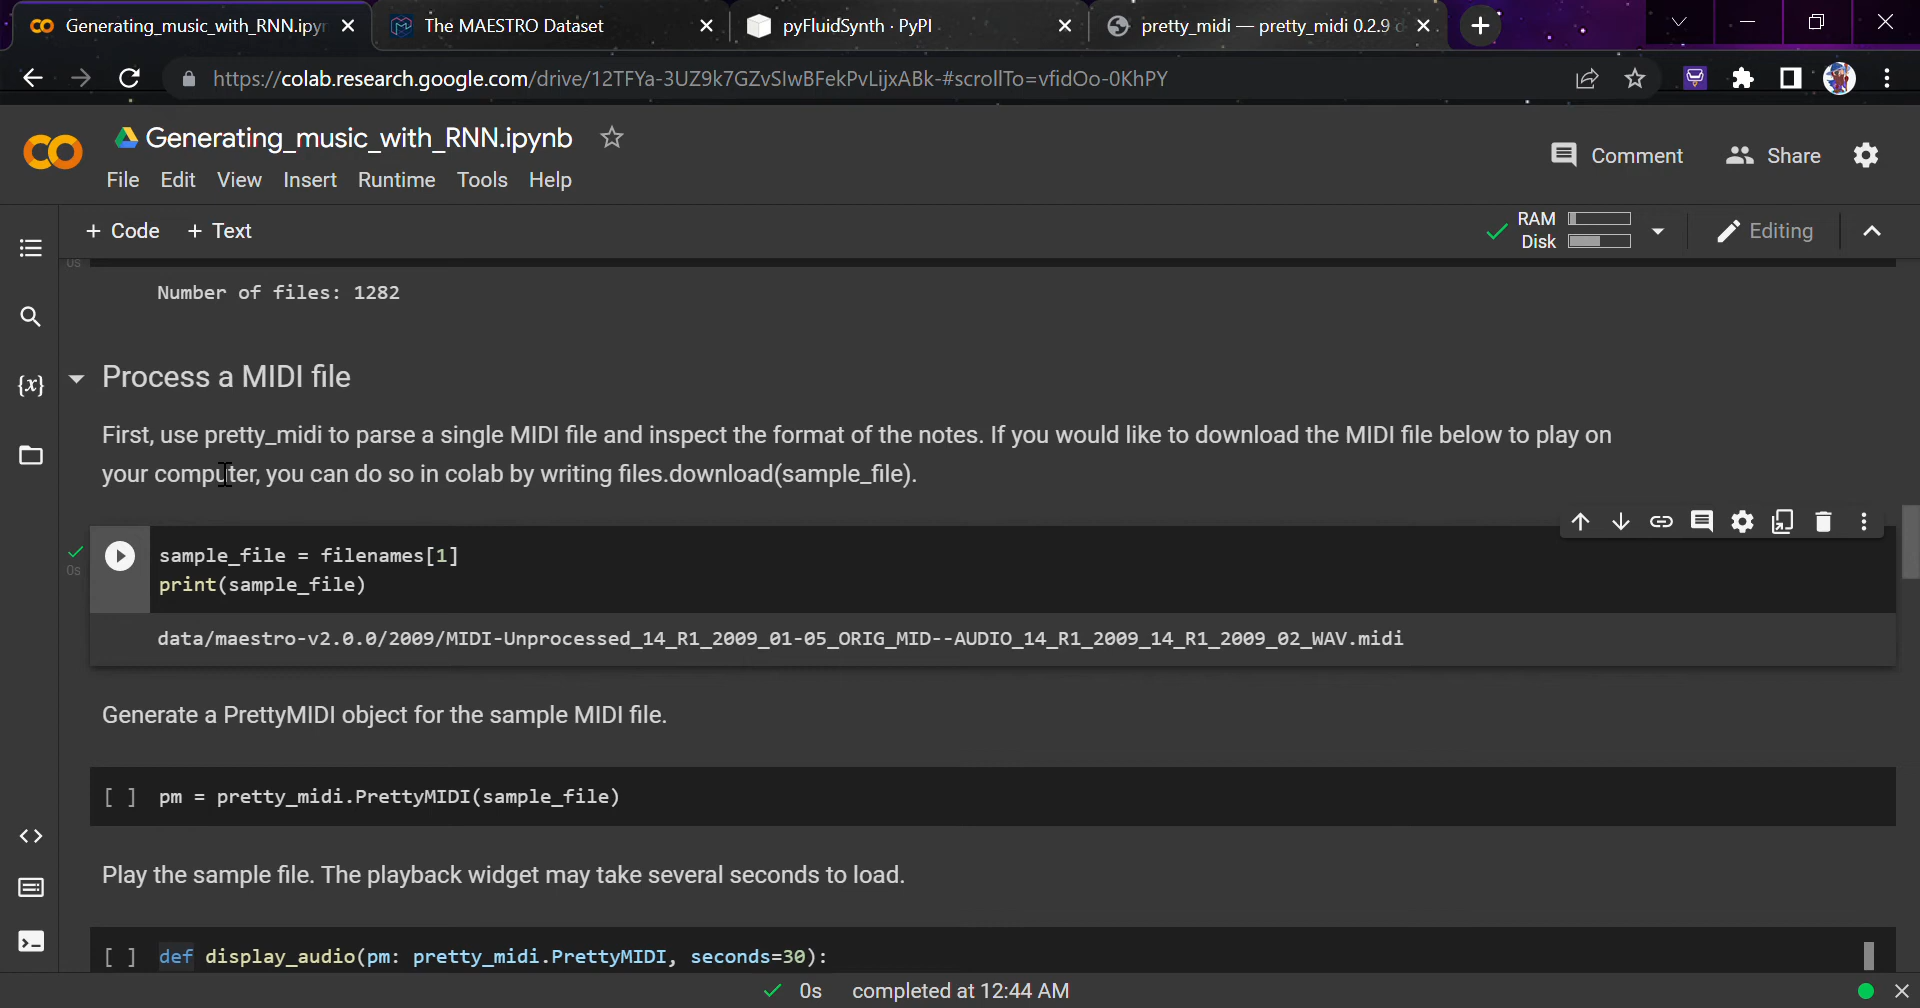 Generating_music_with_RNN.ipyr
The MAESTRO Dataset
pyFluidSynth · PyPI
pretty_midi — pretty_midi 0.2.9 d
https://colab.research.google.com/drive/12TFYa-3UZ9k7GZvSlwBFekPvLijxABk-#scrollTo=vfidOo-0KhPY
Generating_music_with_RNN.ipynb
Comment
Share
File Edit View Insert Runtime Tools Help
+ Code + Text
RAM
Disk
Editing
0s
Number of files: 1282
Process a MIDI file
First, use pretty_midi to parse a single MIDI file and inspect the format of the notes. If you would like to download the MIDI file below to play on
your computer, you can do so in colab by writing files.download(sample_file).
sample_file = filenames[1]
0s
print(sample_file)
data/maestro-v2.0.0/2009/MIDI-Unprocessed_14_R1_2009_01-05_ORIG_MID--AUDIO_14_R1_2009_14_R1_2009_02_WAV.midi
Generate a PrettyMIDI object for the sample MIDI file.
[ ] pm = pretty_midi.PrettyMIDI(sample_file)
Play the sample file. The playback widget may take several seconds to load.
[ ] def display_audio(pm: pretty_midi.PrettyMIDI, seconds=30):
0s completed at 12:44 AM